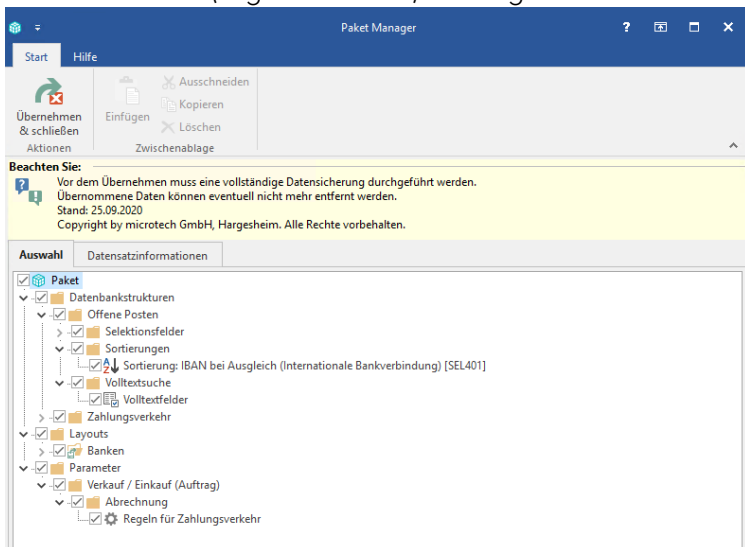 Paket Manager
Start Hilfe
Übernehmen & schließen
Einfügen
Ausschneiden
Kopieren
Löschen
Aktionen
Zwischenablage
Beachten Sie:
Vor dem Übernehmen muss eine vollständige Datensicherung durchgeführt werden.
Übernommene Daten können eventuell nicht mehr entfernt werden.
Stand: 25.09.2020
Copyright by microtech GmbH, Hargesheim. Alle Rechte vorbehalten.
Auswahl Datensatzinformationen
Paket
Datenbankstrukturen
Offene Posten
Selektionsfelder
Sortierungen
Sortierung: IBAN bei Ausgleich (Internationale Bankverbindung) [SEL401]
Volltextsuche
Volltextfelder
Zahlungsverkehr
Layouts
Banken
Parameter
Verkauf / Einkauf (Auftrag)
Abrechnung
Regeln für Zahlungsverkehr